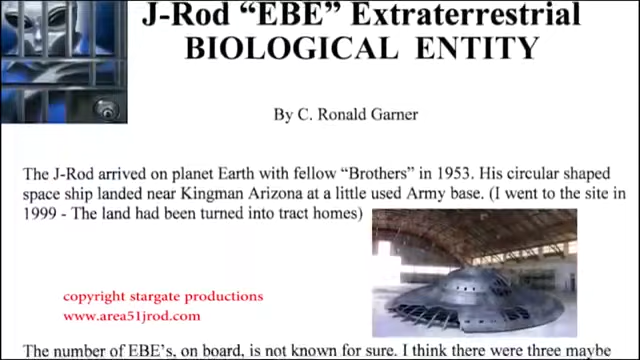 J-Rod “EBE” Extraterrestrial
BIOLOGICAL ENTITY
By C. Ronald Garner
The J-Rod arrived on planet Earth with fellow “Brothers” in 1953. His circular shaped
space ship landed near Kingman Arizona at a little used Army base. (I went to the site in
1999 - The land had been turned into tract homes)
copyright stargate productions
www.area51jrod.com
The number of EBE's, on board, is not known for sure. I think there were three maybe